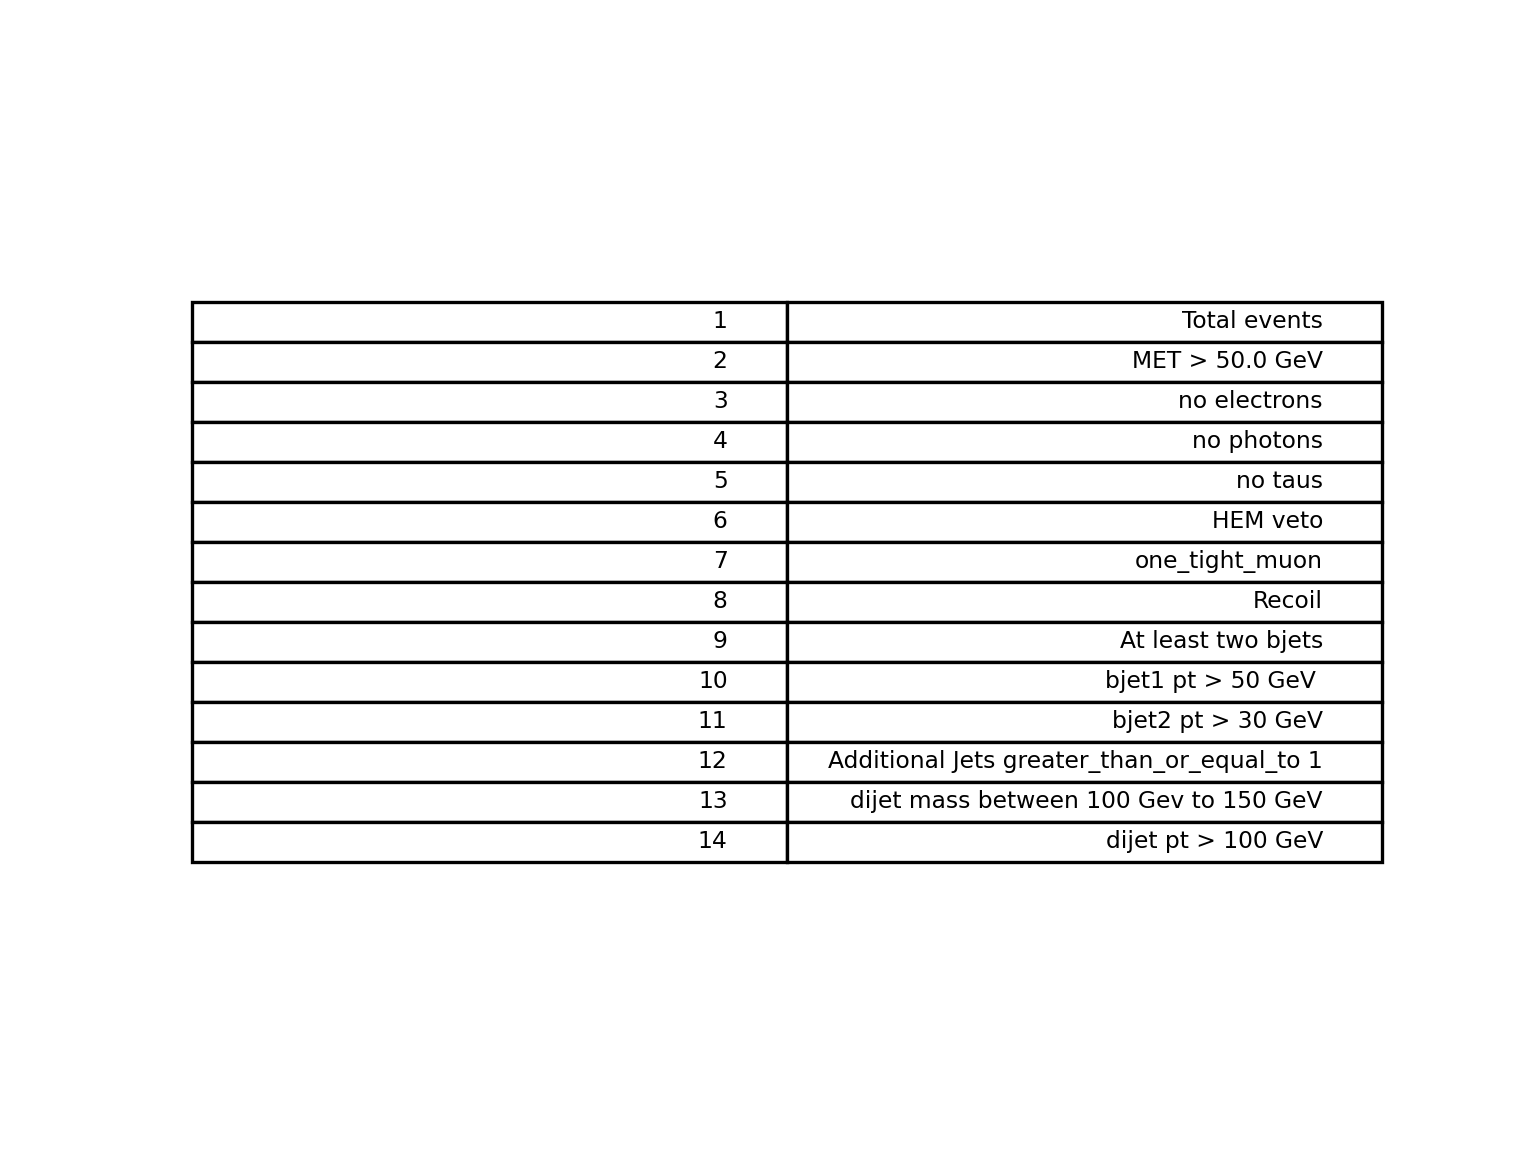 1 Total events
2 MET > 50.0 GeV
3 no electrons
4 no photons
5 no taus
6 HEM veto
7 one_tight_muon
8 Recoil
9 At least two bjets
10 bjet1 pt > 50 GeV
11 bjet2 pt > 30 GeV
12 Additional Jets greater_than_or_equal_to 1
13 dijet mass between 100 Gev to 150 GeV
14 dijet pt > 100 GeV